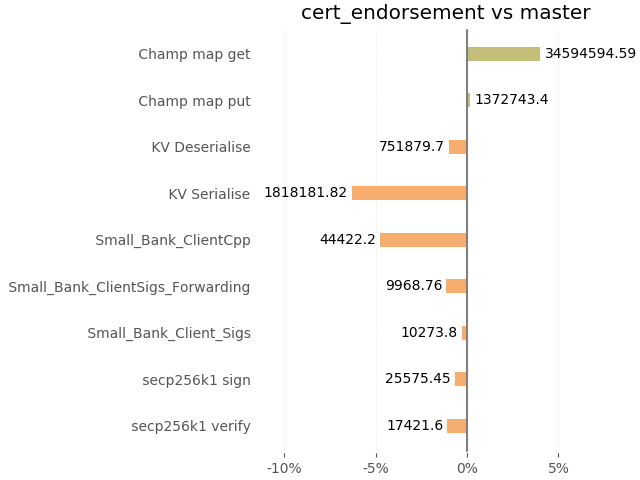 cert_endorsement vs master
Champ map get 34594594.59
Champ map put 1372743.4
KV Deserialise 751879.7
KV Serialise 1818181.82
Small_Bank_ClientCpp 44422.2
Small_Bank_ClientSigs_Forwarding 9968.76
Small_Bank_Client_Sigs 10273.8
secp256k1 sign 25575.45
secp256k1 verify 17421.6
-10% -5% 0% 5%